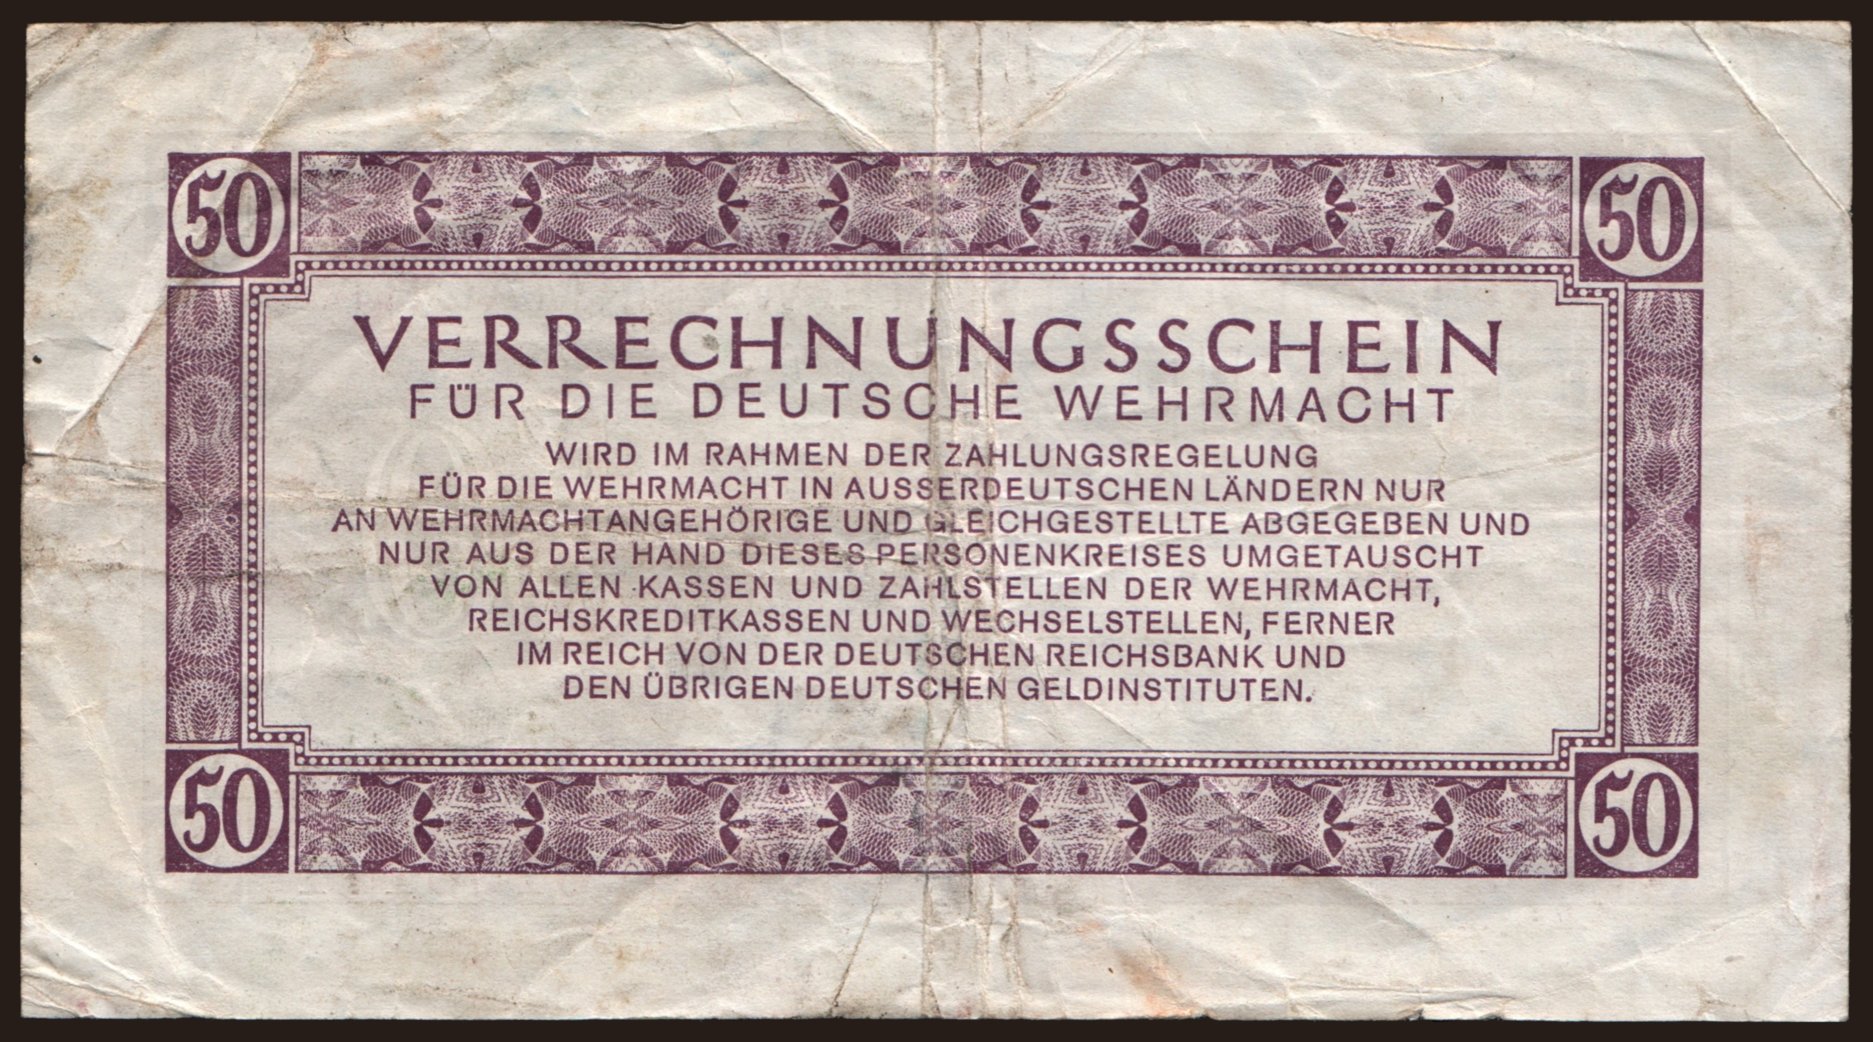 50 50
VERRECHNUNGSSCHEIN
FÜR DIE DEUTSCHE WEHRMACHT
WIRD IM RAHMEN DER ZAHLUNGSREGELUNG
FÜR DIE WEHRMACHT IN AUSSERDEUTSCHEN LÄNDERN NUR
AN WEHRMACHTANGEHÖRIGE UND GLEICHGESTELLTE ABGEGEBEN UND
NUR AUS DER HAND DIESES PERSONENKREISES UMGETAUSCHT
VON ALLEN KASSEN UND ZAHLSTELLEN DER WEHRMACHT,
REICHSKREDITKASSEN UND WECHSELSTELLEN, FERNER
IM REICH VON DER DEUTSCHEN REICHSBANK UND
DEN ÜBRIGEN DEUTSCHEN GELDINSTITUTEN.
50 50